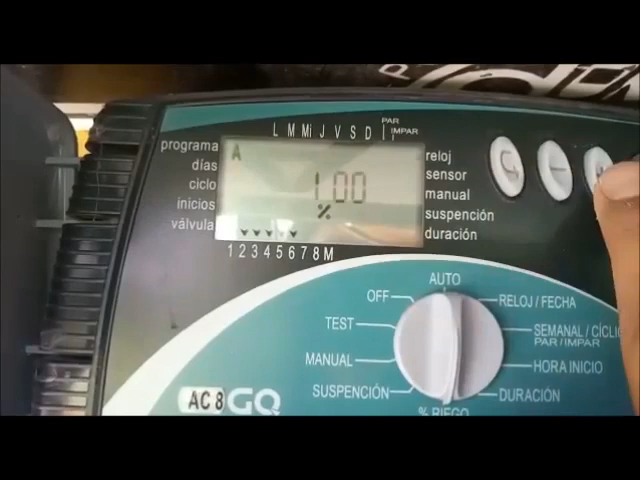 L M Mi J V S D PAR IMPAR
programa
días
ciclo
inicios
válvula
A
1.00
%
reloj
sensor
manual
suspención
duración
1 2 3 4 5 6 7 8 M
AUTO
OFF
TEST
MANUAL
SUSPENCIÓN
% RIEGO
RELOJ / FECHA
SEMANAL / CÍCLI
PAR / IMPAR
HORA INICIO
DURACIÓN
AC 8 GQ